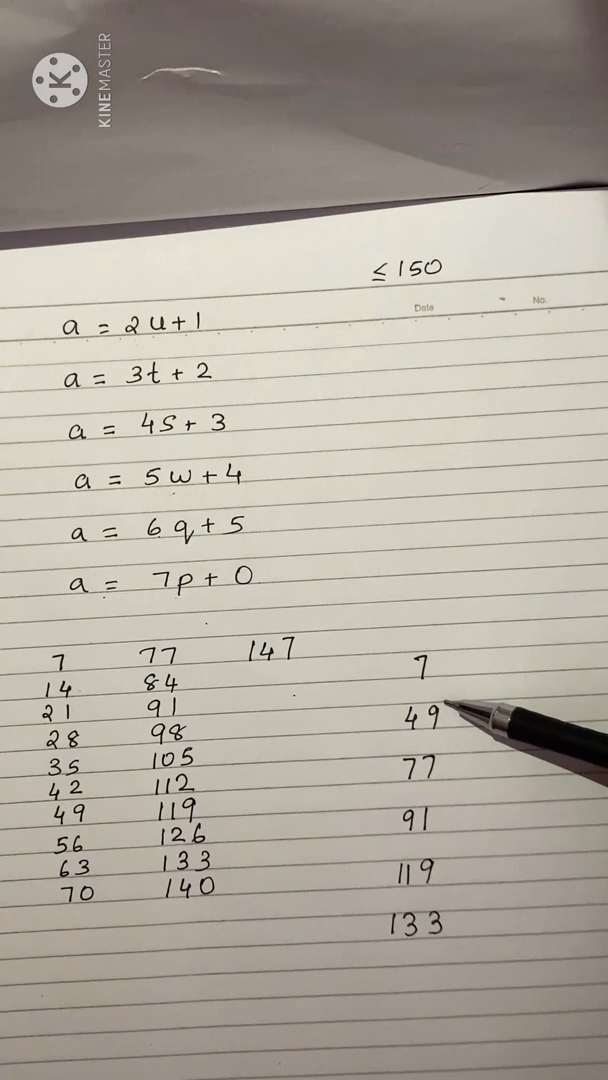 KINEMASTER
≤ 150
Date No.
a = 2u+1
a = 3t + 2
a = 4s + 3
a = 5w + 4
a = 6q + 5
a = 7p + 0
7 77 147
14 84
21 91
28 98
35 105
42 112
49 119
56 126
63 133
70 140
7
49
77
91
119
133